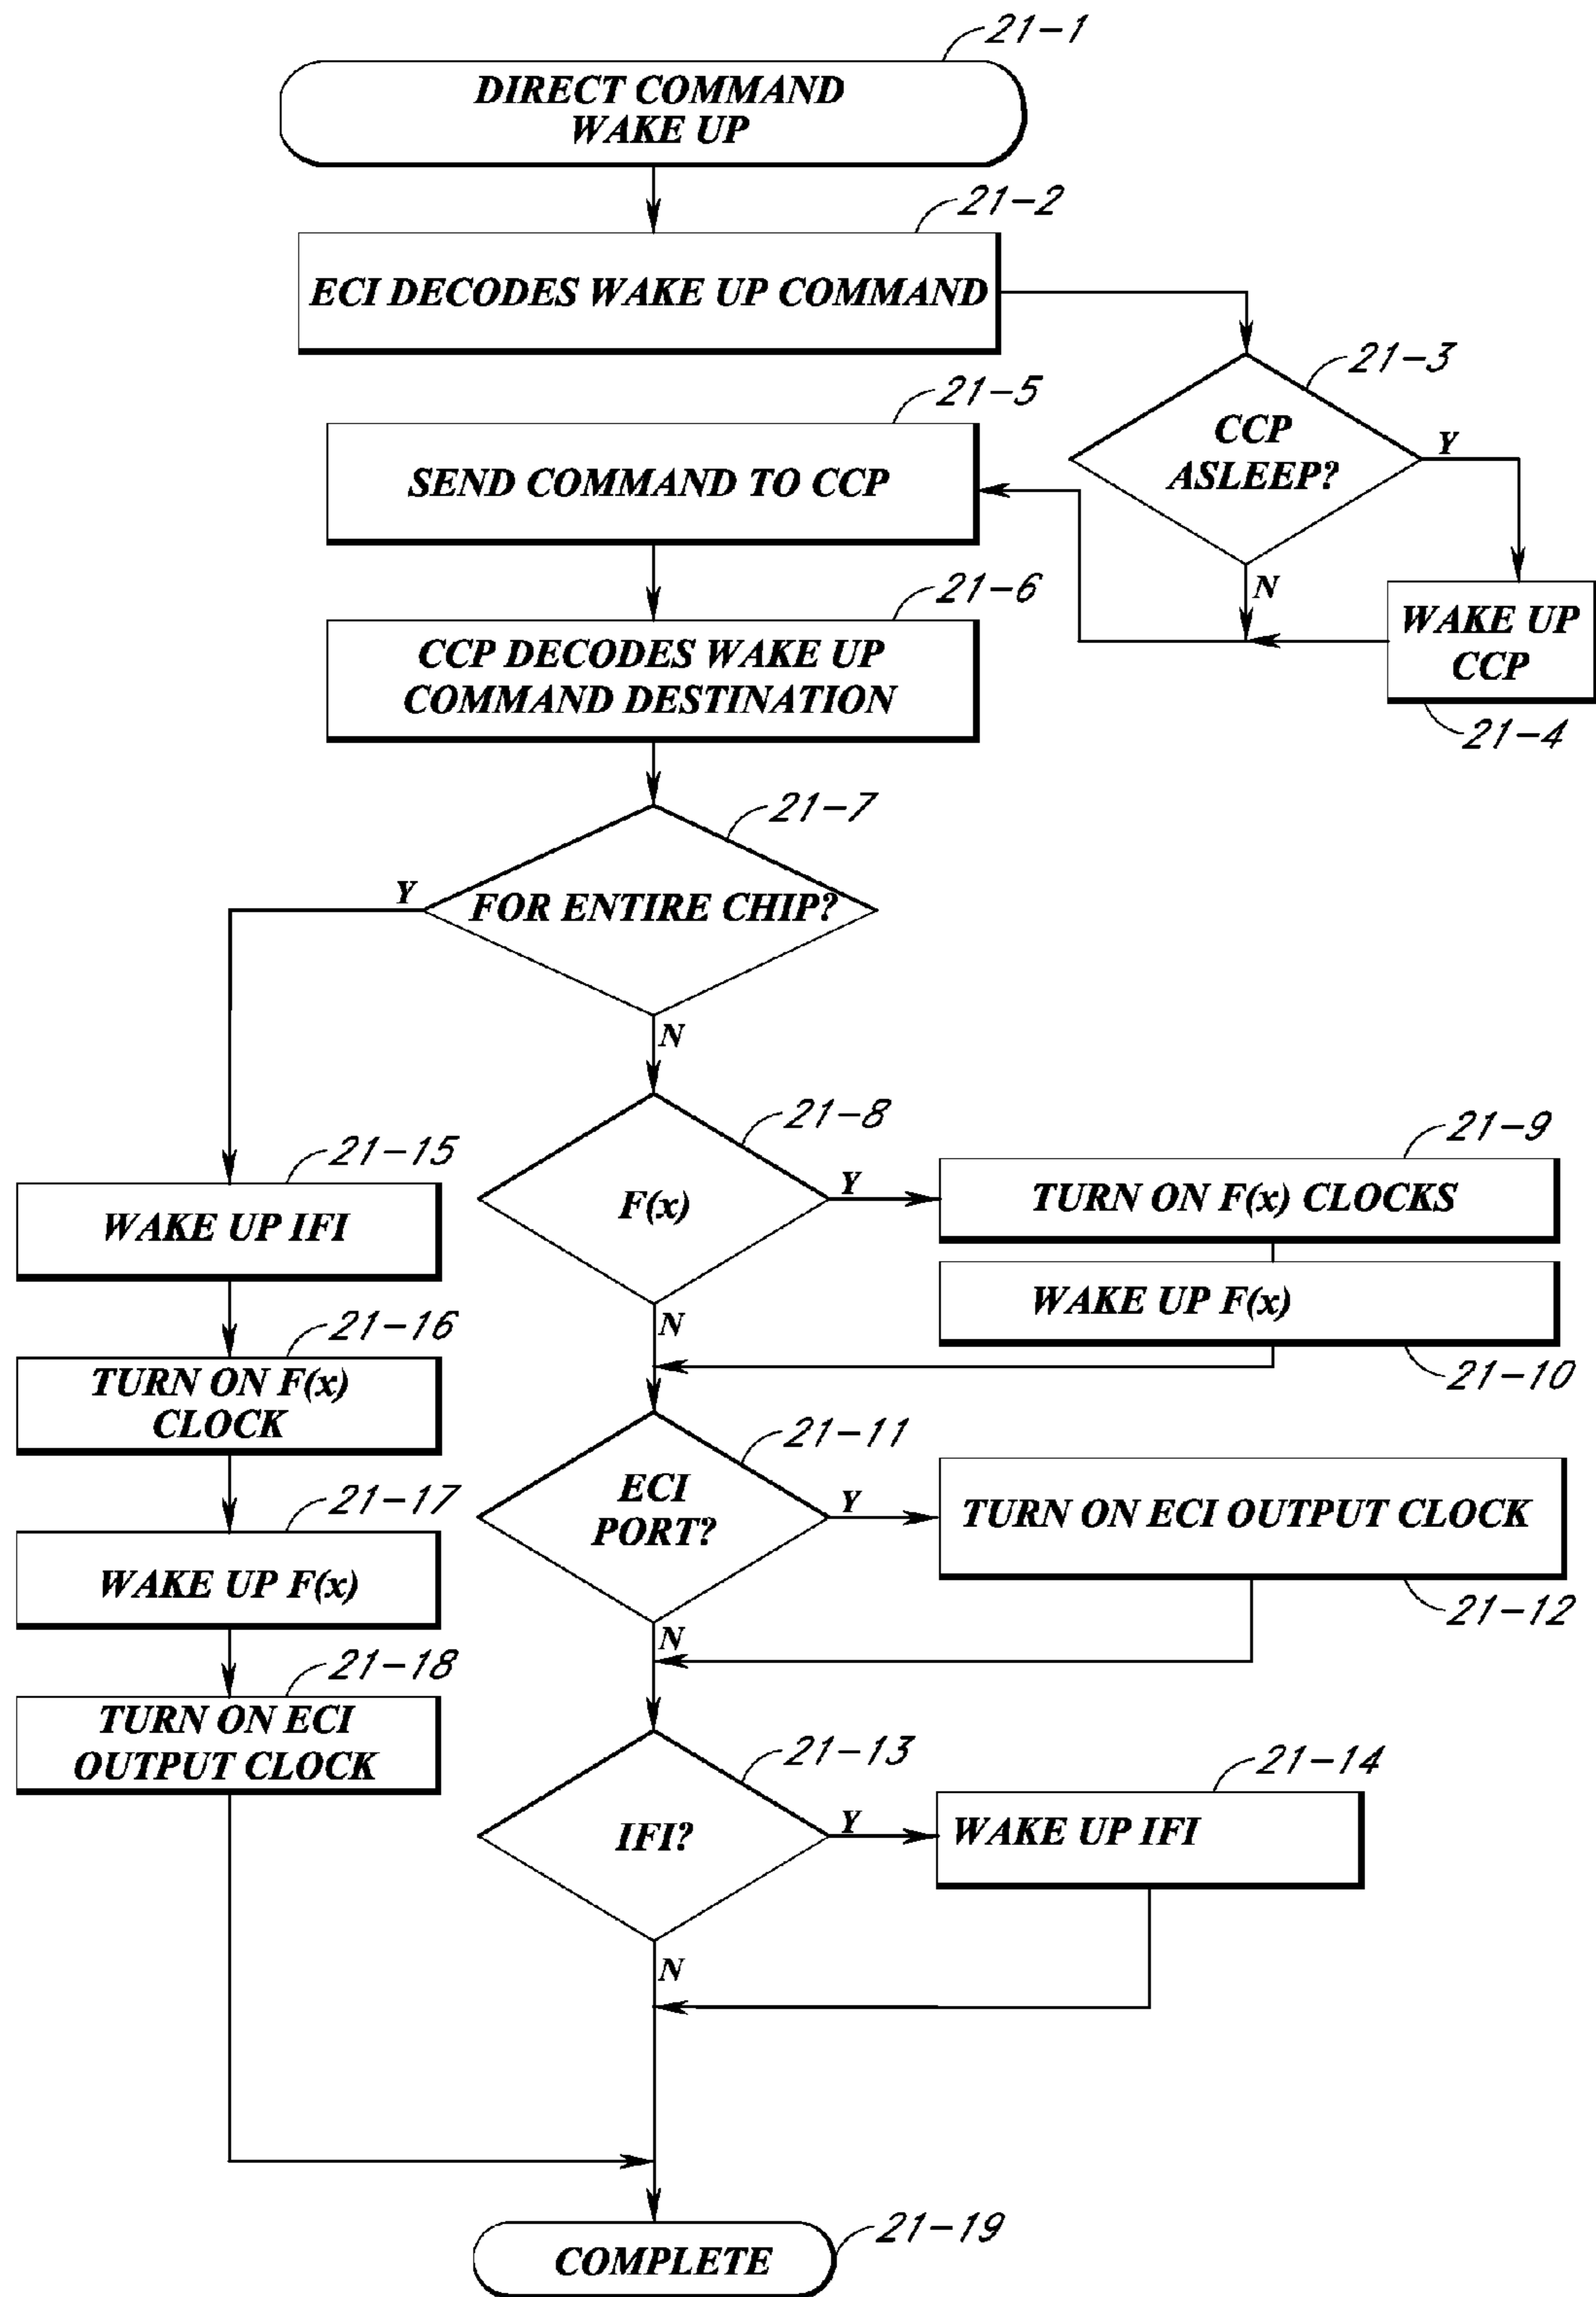 21-1
DIRECT COMMAND
WAKE UP
21-2
ECI DECODES WAKE UP COMMAND
21-3
CCP
ASLEEP?
Y
N
WAKE UP
CCP
21-4
21-5
SEND COMMAND TO CCP
21-6
CCP DECODES WAKE UP
COMMAND DESTINATION
21-7
FOR ENTIRE CHIP?
Y
N
21-8
F(x)
Y
N
21-9
TURN ON F(x) CLOCKS
WAKE UP F(x)
21-10
21-11
ECI
PORT?
Y
N
TURN ON ECI OUTPUT CLOCK
21-12
21-13
IFI?
Y
N
21-14
WAKE UP IFI
21-15
WAKE UP IFI
21-16
TURN ON F(x)
CLOCK
21-17
WAKE UP F(x)
21-18
TURN ON ECI
OUTPUT CLOCK
21-19
COMPLETE